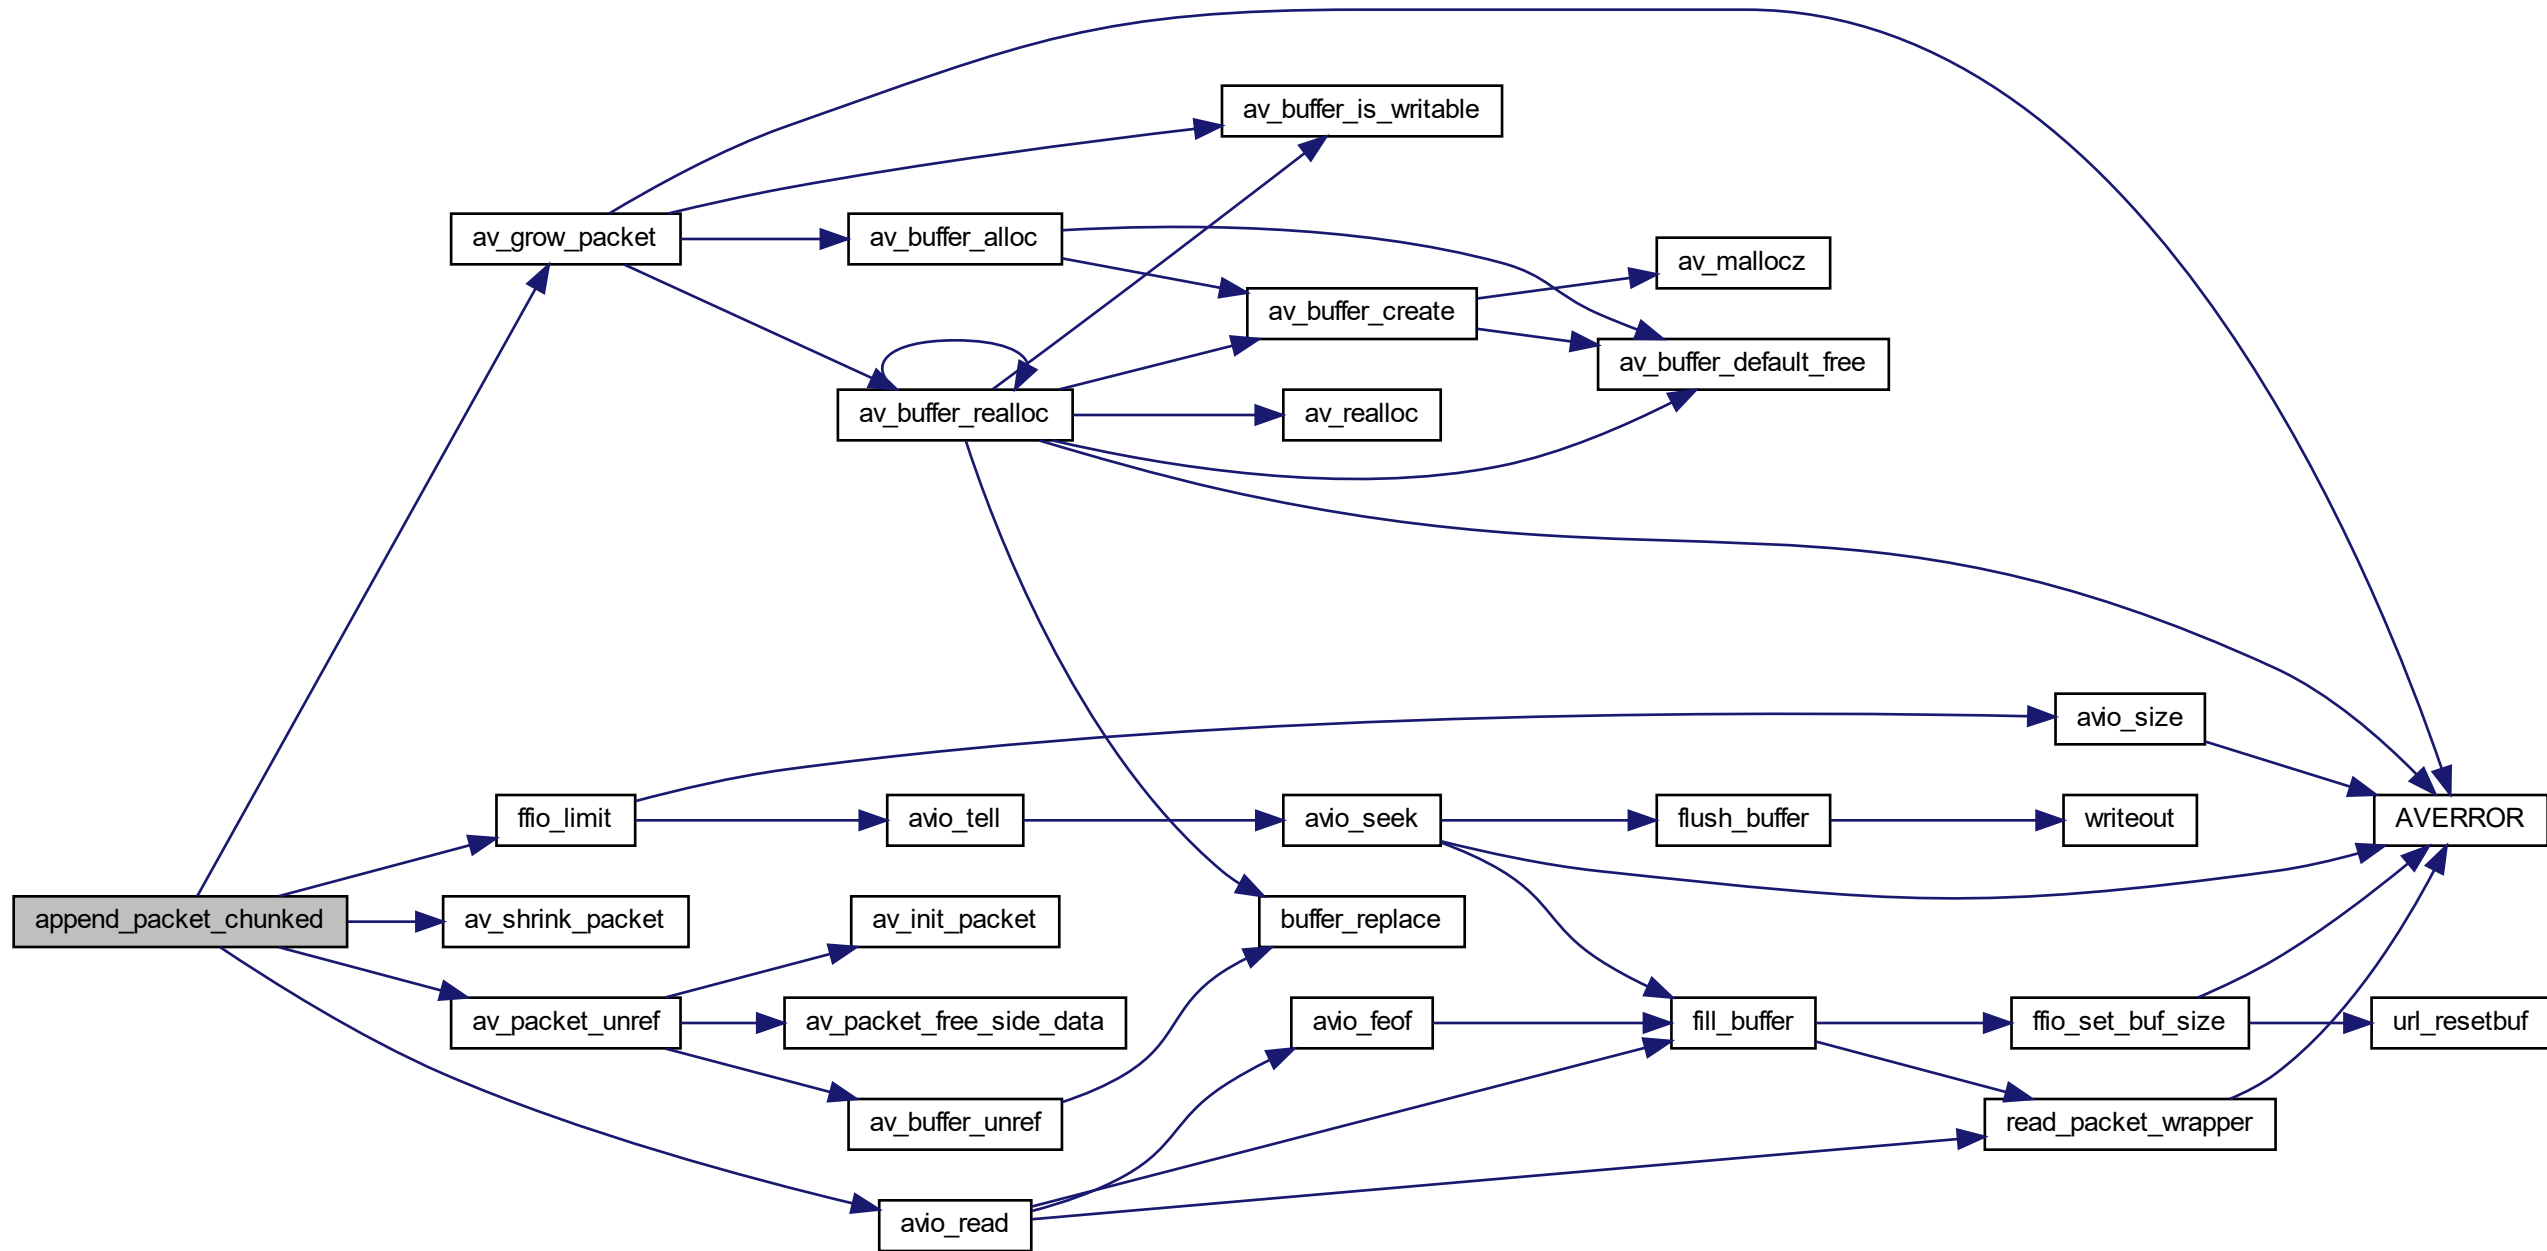 av_buffer_is_writable
av_grow_packet
av_buffer_alloc
av_mallocz
av_buffer_create
av_buffer_default_free
av_buffer_realloc
av_realloc
avio_size
ffio_limit
avio_tell
avio_seek
flush_buffer
writeout
AVERROR
append_packet_chunked
av_shrink_packet
av_init_packet
buffer_replace
av_packet_unref
av_packet_free_side_data
avio_feof
fill_buffer
ffio_set_buf_size
url_resetbuf
av_buffer_unref
read_packet_wrapper
avio_read